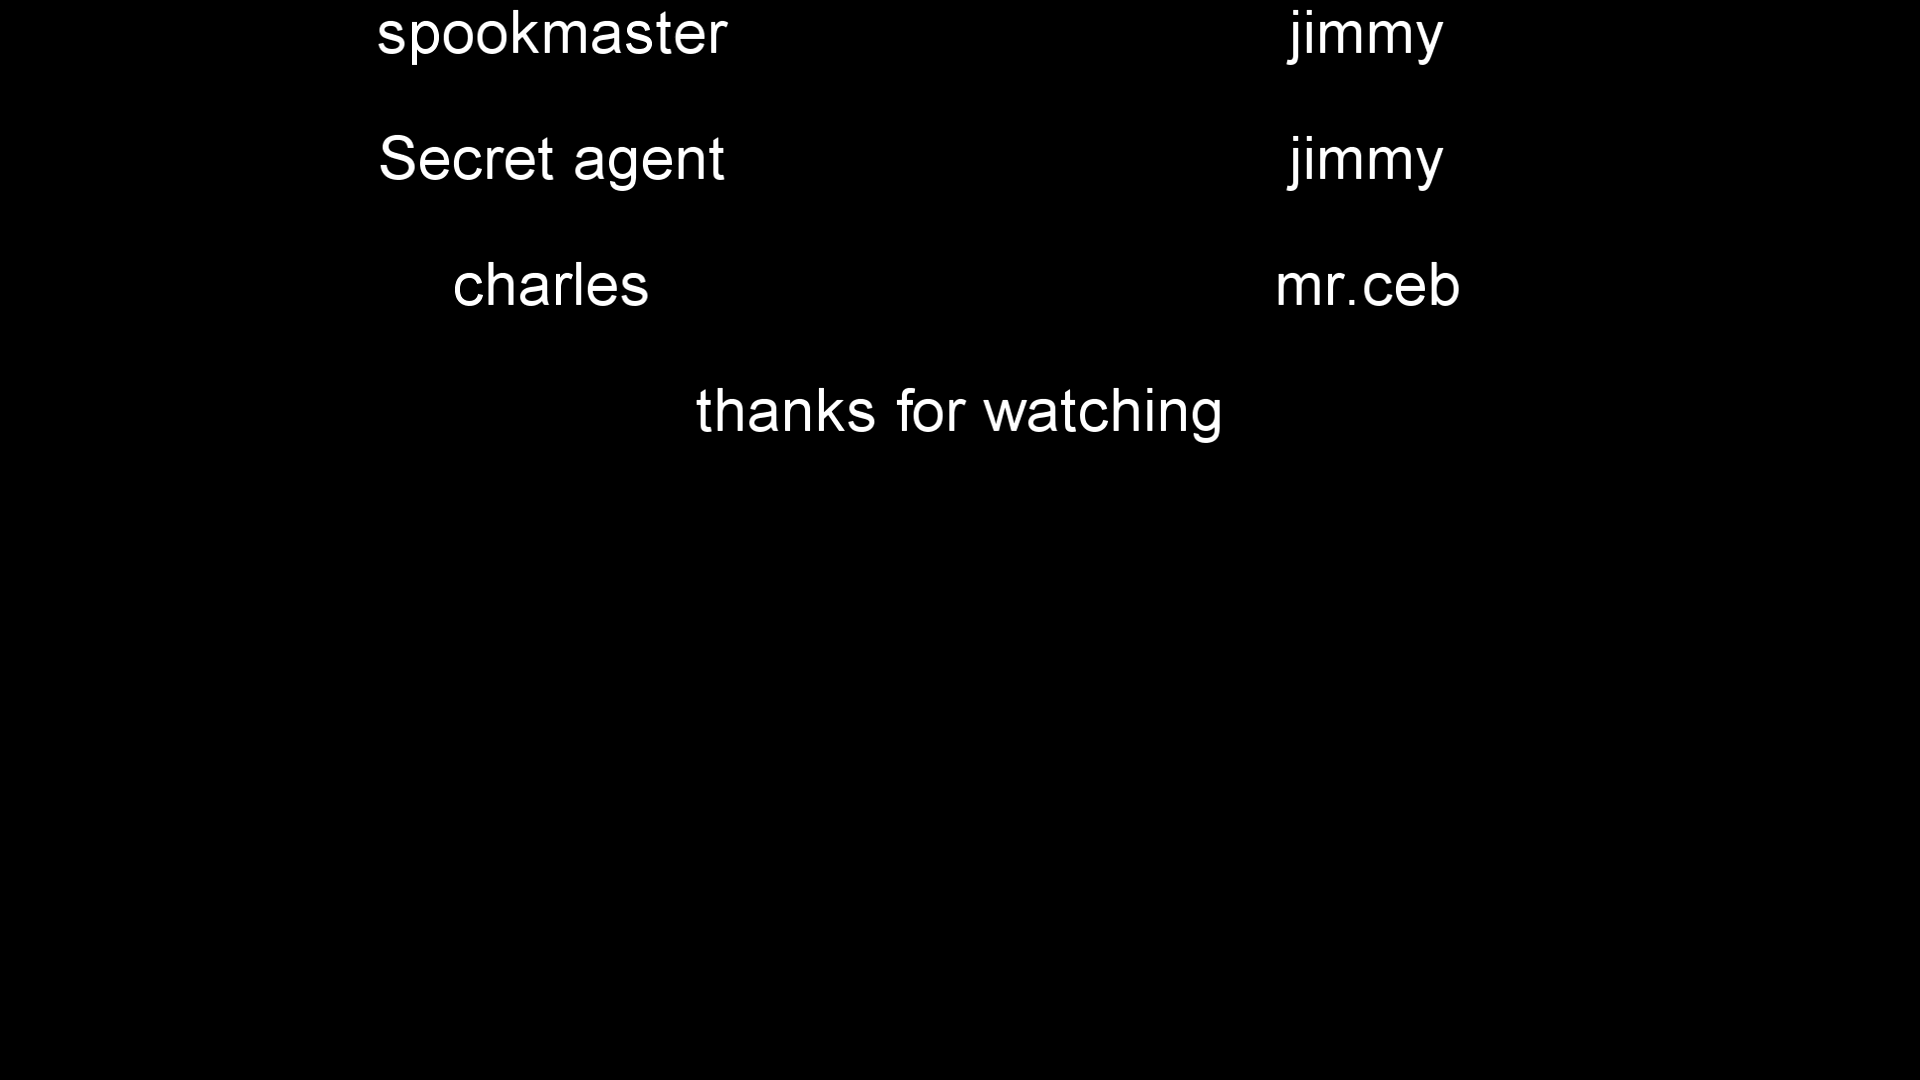 spookmaster jimmy
Secret agent jimmy
charles mr.ceb
thanks for watching